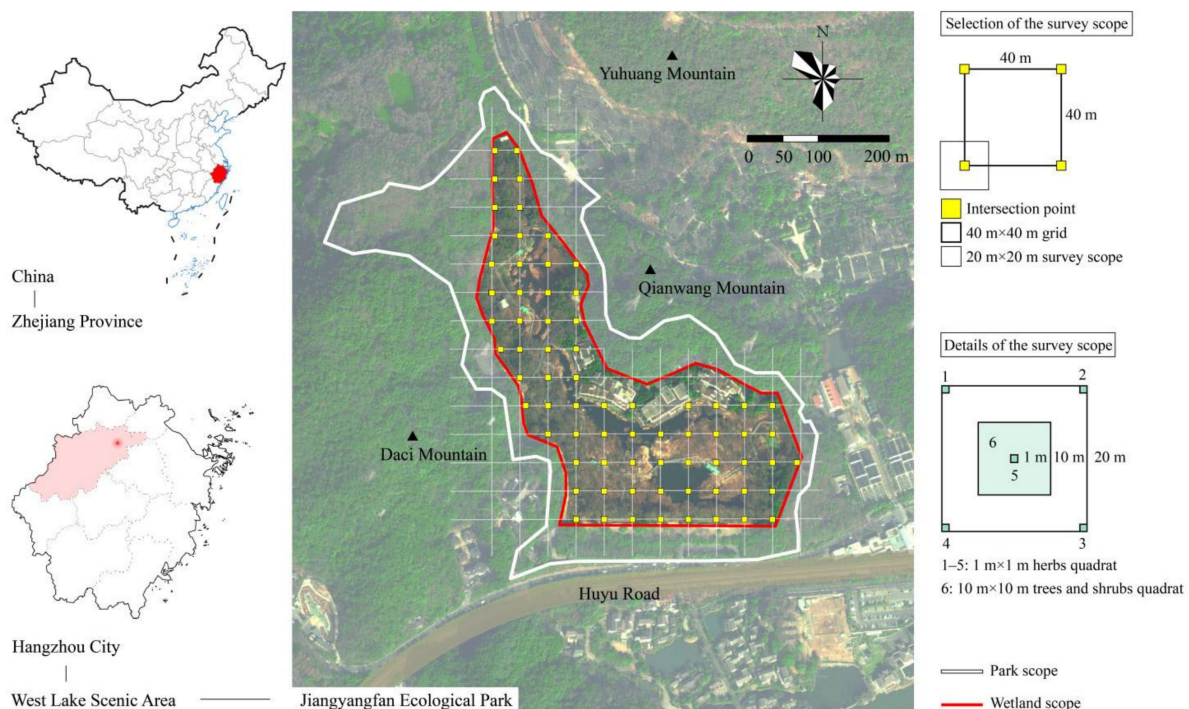 China
Zhejiang Province
Hangzhou City
West Lake Scenic Area
Jiangyangfan Ecological Park
Yuhuang Mountain
N
0 50 100 200 m
Qianwang Mountain
Daci Mountain
Huyu Road
Selection of the survey scope
40 m
40 m
Intersection point
40 m×40 m grid
20 m×20 m survey scope
Details of the survey scope
1 2
6 1 m 10 m 20 m
5
4 3
1–5: 1 m×1 m herbs quadrat
6: 10 m×10 m trees and shrubs quadrat
Park scope
Wetland scope